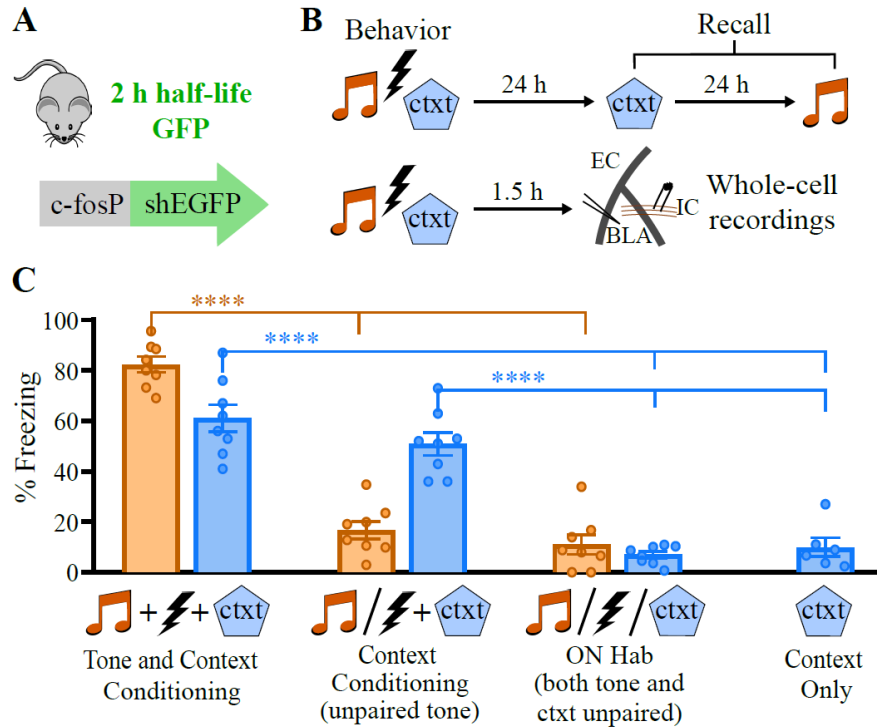 A
2 h half-life
GFP
c-fosP shEGFP
B
Behavior
Recall
ctxt 24 h ctxt 24 h
ctxt 1.5 h EC IC BLA Whole-cell
recordings
C
% Freezing
100
80
60
40
20
0
****
****
****
+ + ctxt
/ + ctxt
/ / ctxt
ctxt
Tone and Context
Conditioning
Context
Conditioning
(unpaired tone)
ON Hab
(both tone and
ctxt unpaired)
Context
Only